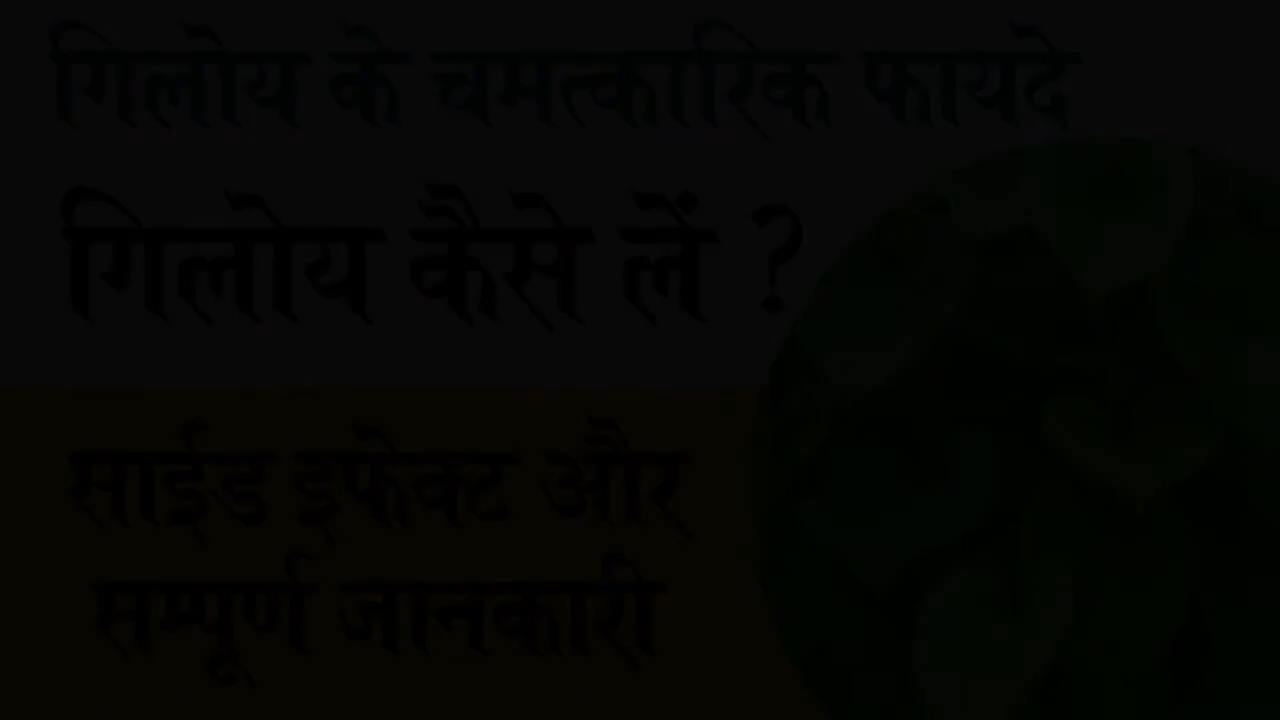 गिलोय के चमत्कारिक फायदे
गिलोय कैसे लें ?
साईड इफेक्ट और
सम्पूर्ण जानकारी